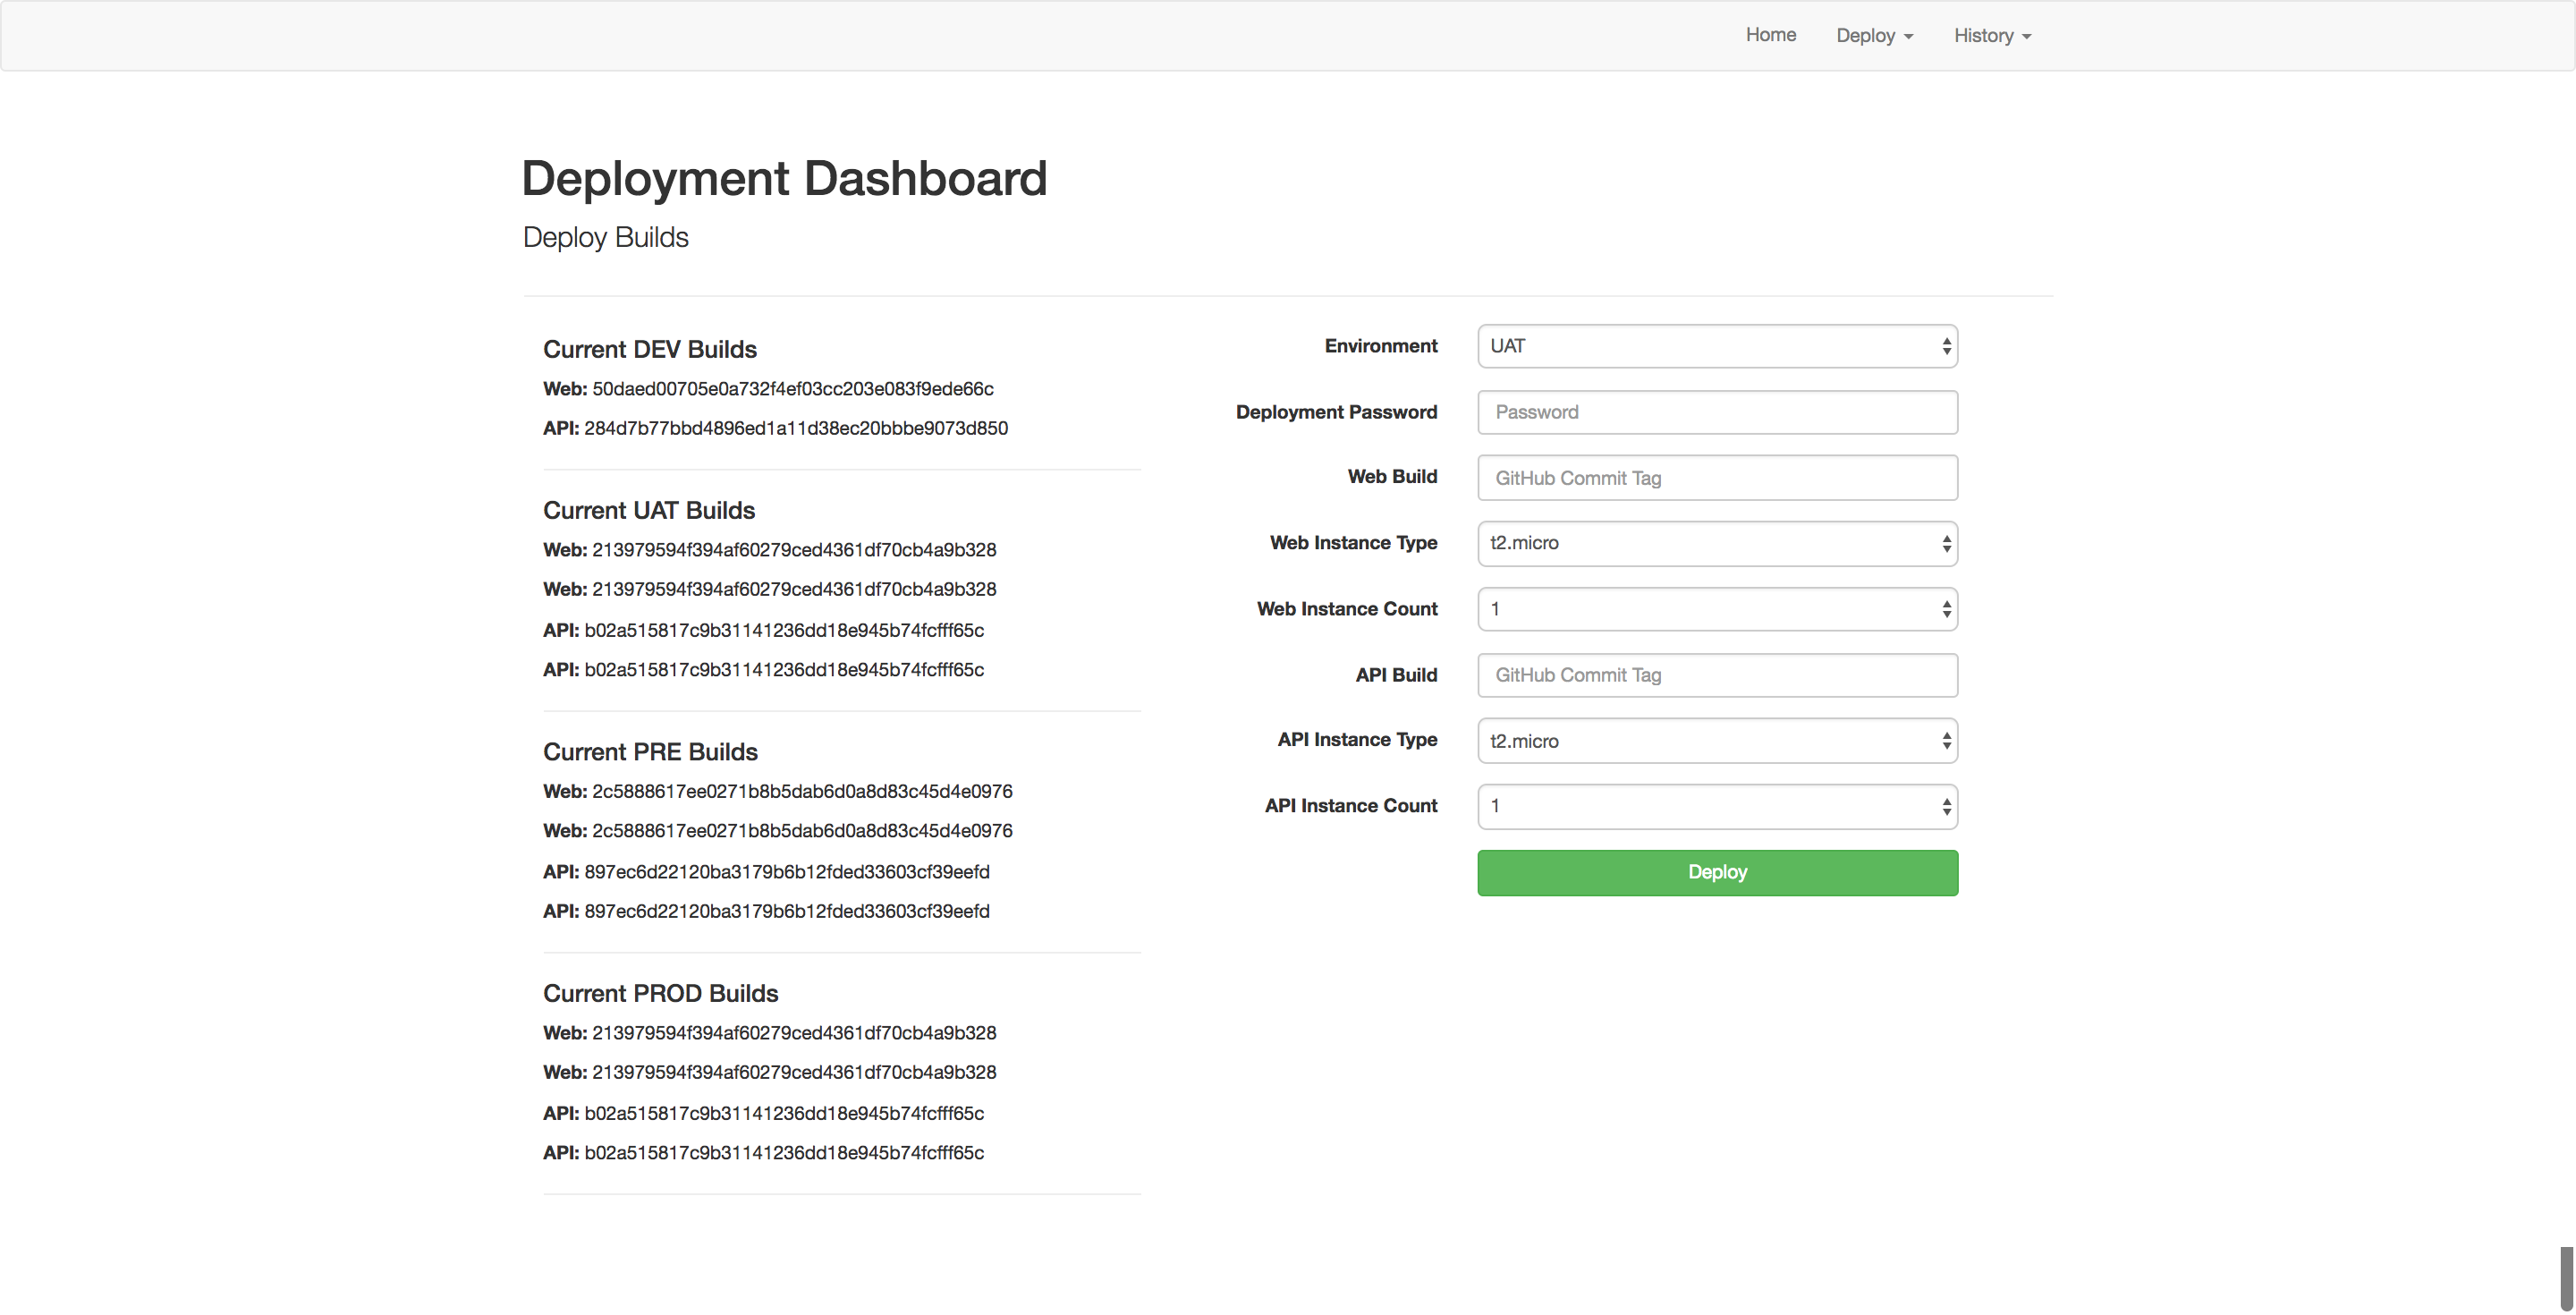 Home Deploy History
Deployment Dashboard
Deploy Builds
Current DEV Builds
Web: 50daed00705e0a732f4ef03cc203e083f9ede66c
API: 284d7b77bbd4896ed1a11d38ec20bbbe9073d850
Current UAT Builds
Web: 213979594f394af60279ced4361df70cb4a9b328
Web: 213979594f394af60279ced4361df70cb4a9b328
API: b02a515817c9b31141236dd18e945b74fcfff65c
API: b02a515817c9b31141236dd18e945b74fcfff65c
Current PRE Builds
Web: 2c5888617ee0271b8b5dab6d0a8d83c45d4e0976
Web: 2c5888617ee0271b8b5dab6d0a8d83c45d4e0976
API: 897ec6d22120ba3179b6b12fded33603cf39eefd
API: 897ec6d22120ba3179b6b12fded33603cf39eefd
Current PROD Builds
Web: 213979594f394af60279ced4361df70cb4a9b328
Web: 213979594f394af60279ced4361df70cb4a9b328
API: b02a515817c9b31141236dd18e945b74fcfff65c
API: b02a515817c9b31141236dd18e945b74fcfff65c
Environment UAT
Deployment Password Password
Web Build GitHub Commit Tag
Web Instance Type t2.micro
Web Instance Count 1
API Build GitHub Commit Tag
API Instance Type t2.micro
API Instance Count 1
Deploy